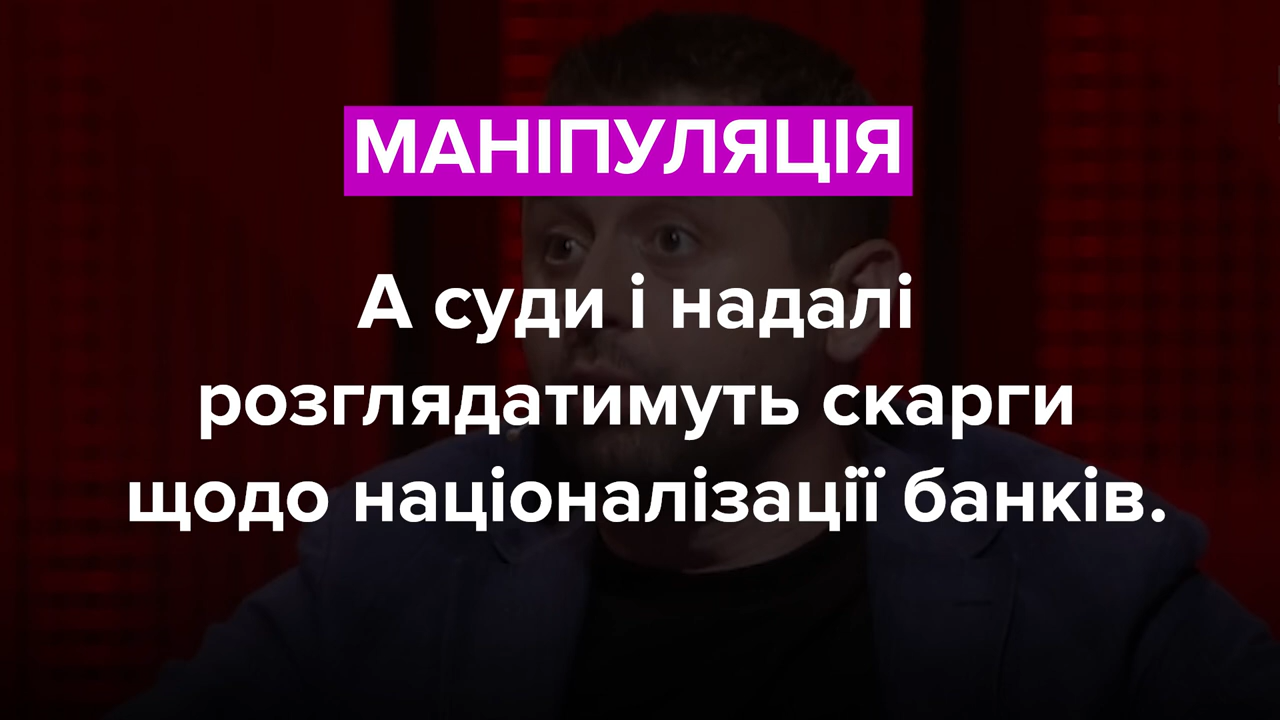 МАНІПУЛЯЦІЯ
А суди і надалі
розглядатимуть скарги
щодо націоналізації банків.